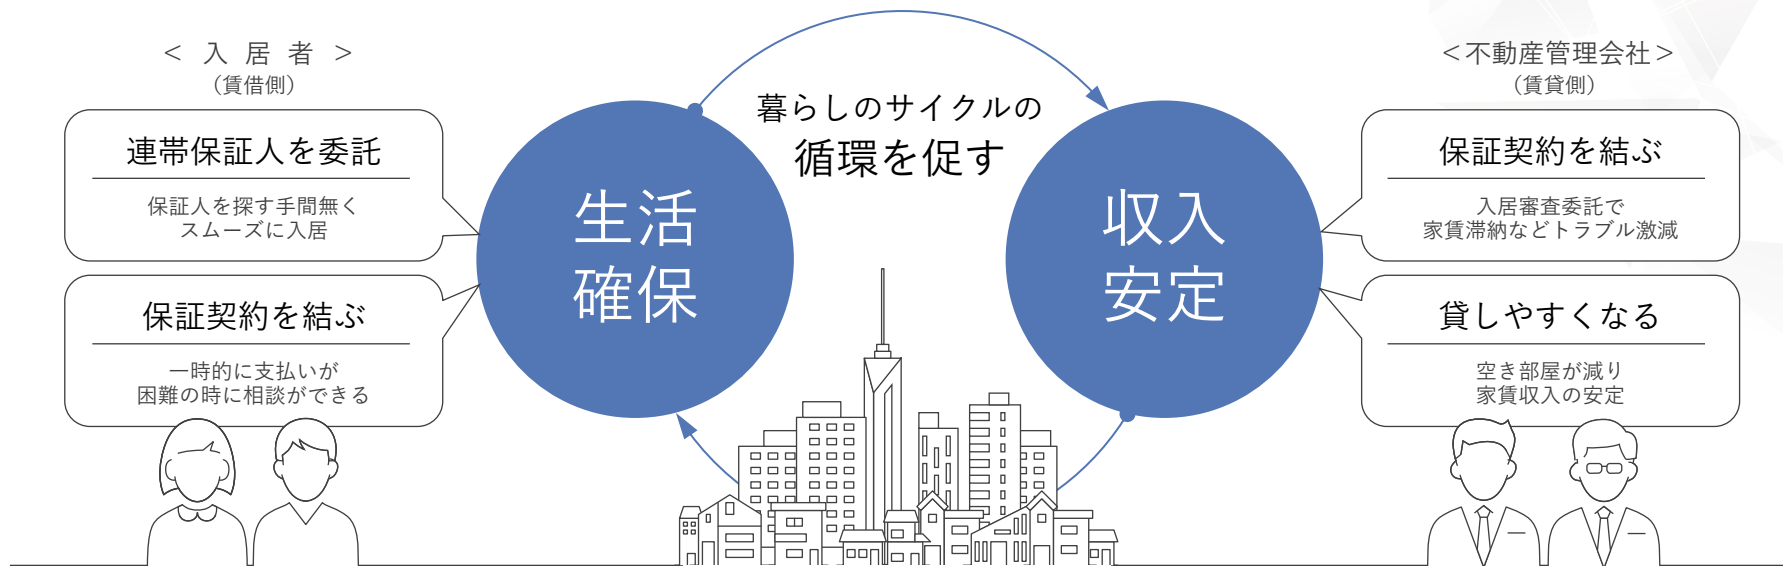 ＜ 入 居 者 ＞
（賃借側）
連帯保証人を委託
保証人を探す手間無く
スムーズに入居
保証契約を結ぶ
一時的に支払いが
困難の時に相談ができる
生活
確保
暮らしのサイクルの
循環を促す
収入
安定
＜不動産管理会社＞
（賃貸側）
保証契約を結ぶ
入居審査委託で
家賃滞納などトラブル激減
貸しやすくなる
空き部屋が減り
家賃収入の安定